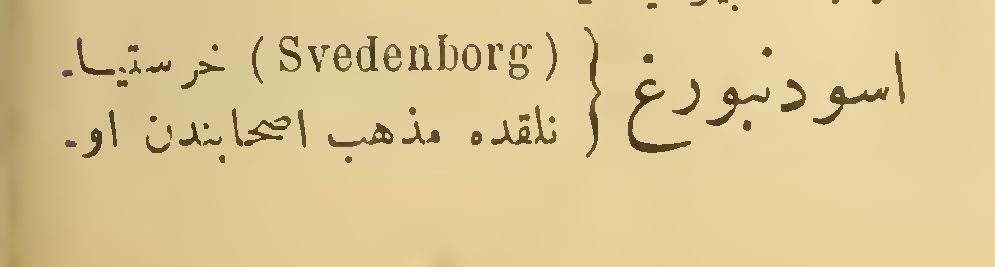 اسودنبورغ { (Svedenborg) خرستیا-
نلقده مذهب اصحابندن او-